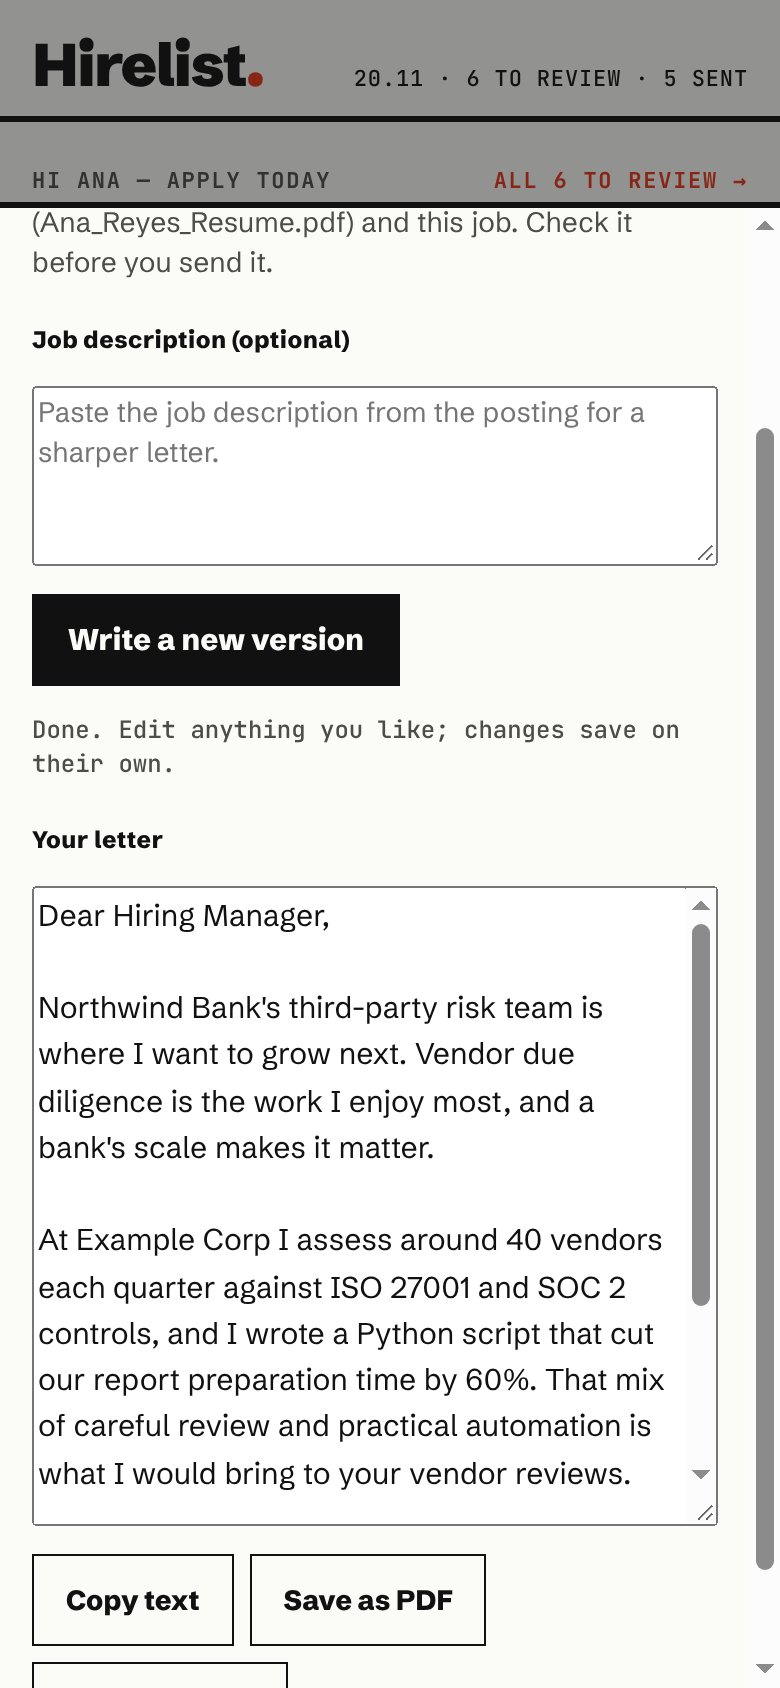 Hirelist.
20.11 · 6 TO REVIEW · 5 SENT
HI ANA — APPLY TODAY
ALL 6 TO REVIEW →
(Ana_Reyes_Resume.pdf) and this job. Check it
before you send it.
Job description (optional)
Paste the job description from the posting for a
sharper letter.
Write a new version
Done. Edit anything you like; changes save on
their own.
Your letter
Dear Hiring Manager,
Northwind Bank's third-party risk team is
where I want to grow next. Vendor due
diligence is the work I enjoy most, and a
bank's scale makes it matter.
At Example Corp I assess around 40 vendors
each quarter against ISO 27001 and SOC 2
controls, and I wrote a Python script that cut
our report preparation time by 60%. That mix
of careful review and practical automation is
what I would bring to your vendor reviews.
Copy text
Save as PDF